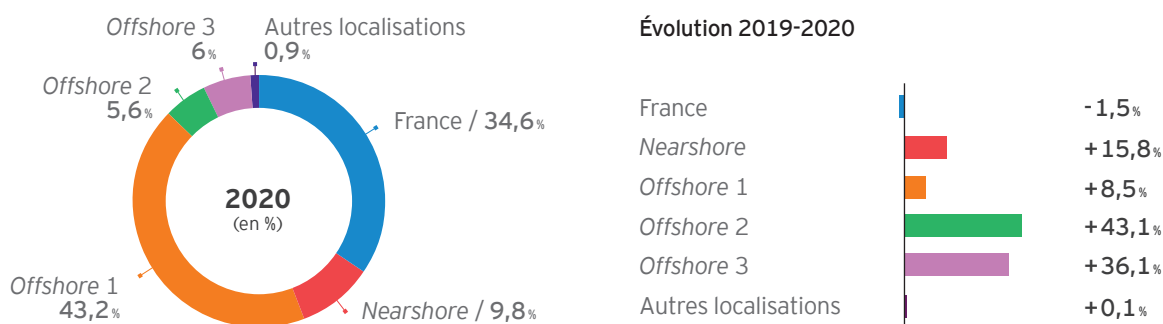 Offshore 3
6%
Autres localisations
0,9%
Offshore 2
5,6%
France / 34,6%
2020
(en %)
Offshore 1
43,2%
Nearshore / 9,8%
Évolution 2019-2020
France -1,5%
Nearshore +15,8%
Offshore 1 +8,5%
Offshore 2 +43,1%
Offshore 3 +36,1%
Autres localisations +0,1%